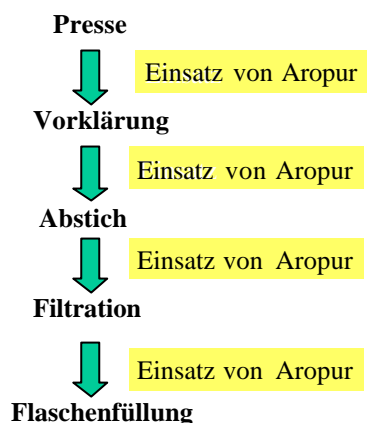 Presse
Einsatz von Aropur
Vorklärung
Einsatz von Aropur
Abstich
Einsatz von Aropur
Filtration
Einsatz von Aropur
Flaschenfüllung